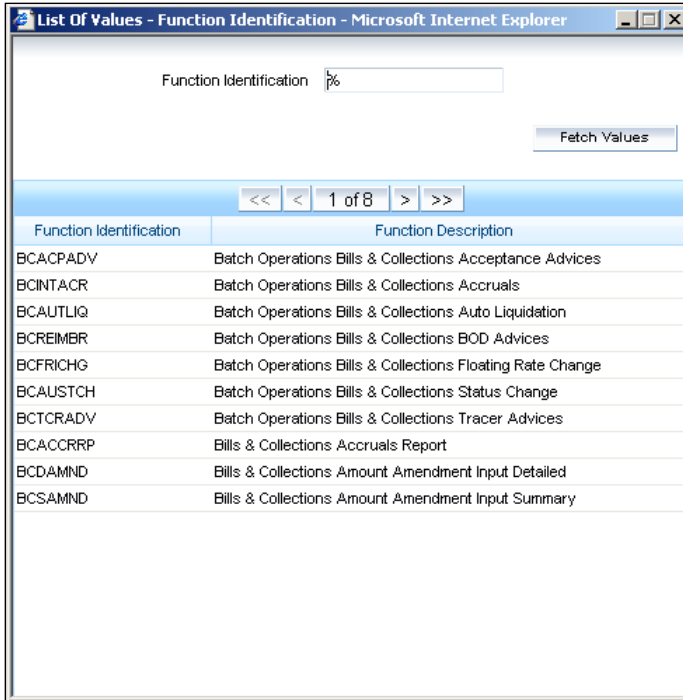 List Of Values - Function Identification - Microsoft Internet Explorer
Function Identification %
Fetch Values
<< < 1 of 8 > >>
Function Identification Function Description
BCACPADV Batch Operations Bills & Collections Acceptance Advices
BCINTACR Batch Operations Bills & Collections Accruals
BCAUTLIQ Batch Operations Bills & Collections Auto Liquidation
BCREIMBR Batch Operations Bills & Collections BOD Advices
BCFRICHG Batch Operations Bills & Collections Floating Rate Change
BCAUSTCH Batch Operations Bills & Collections Status Change
BCTCRADV Batch Operations Bills & Collections Tracer Advices
BCACCRRP Bills & Collections Accruals Report
BCDAMND Bills & Collections Amount Amendment Input Detailed
BCSAMND Bills & Collections Amount Amendment Input Summary